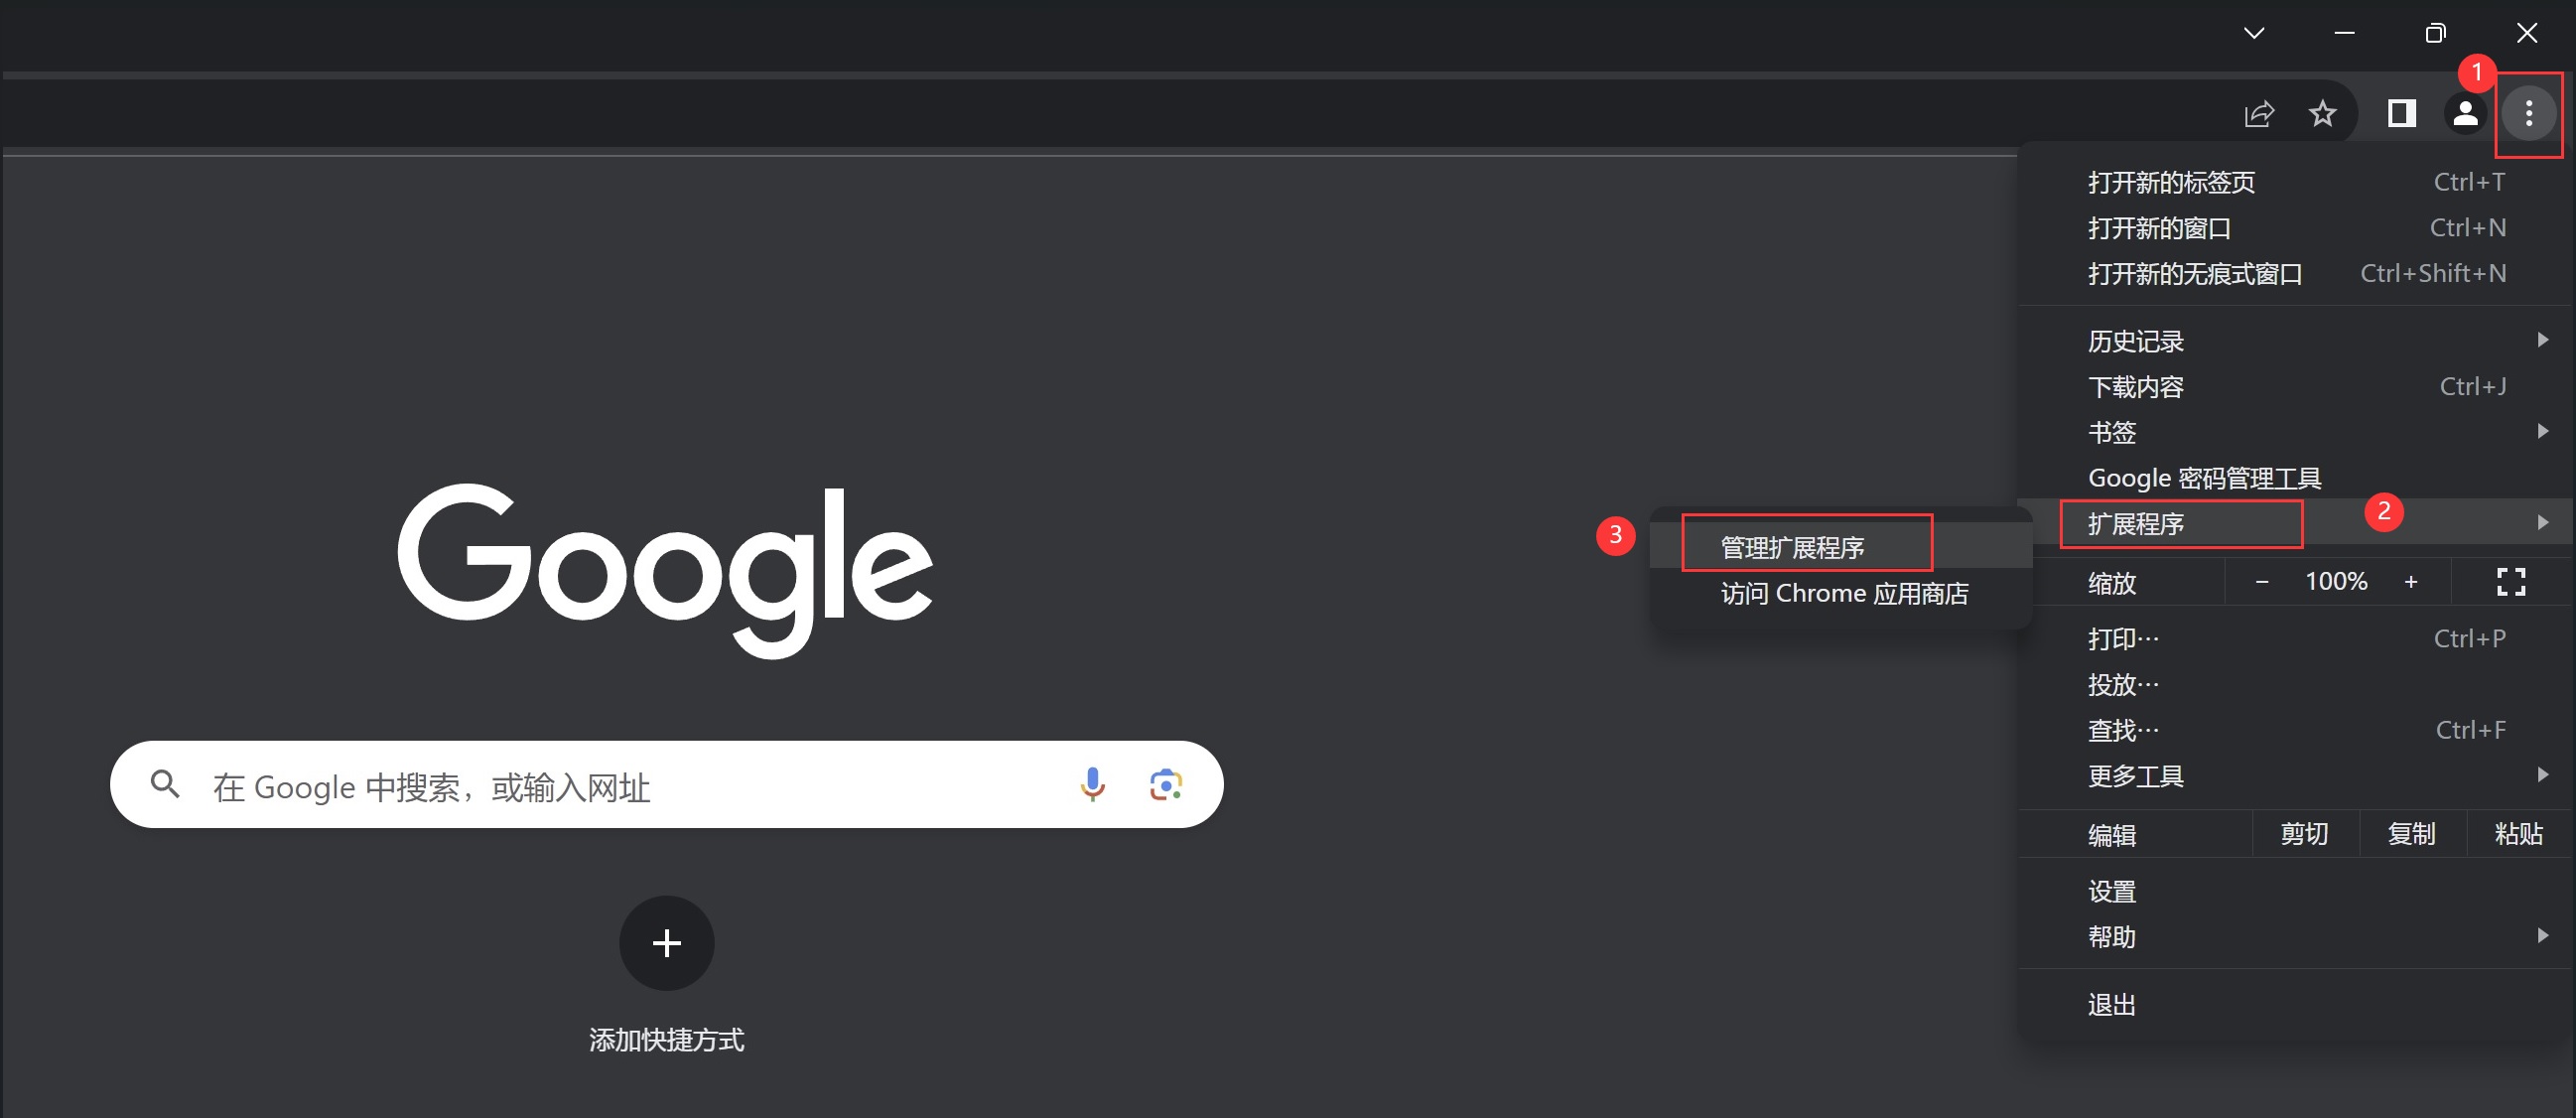 1
打开新的标签页 Ctrl+T
打开新的窗口 Ctrl+N
打开新的无痕式窗口 Ctrl+Shift+N
历史记录
下载内容 Ctrl+J
书签
Google 密码管理工具
扩展程序 2
3 管理扩展程序
访问 Chrome 应用商店
缩放 − 100% +
打印… Ctrl+P
投放…
查找… Ctrl+F
更多工具
编辑 剪切 复制 粘贴
设置
帮助
退出
Google
在 Google 中搜索，或输入网址
添加快捷方式